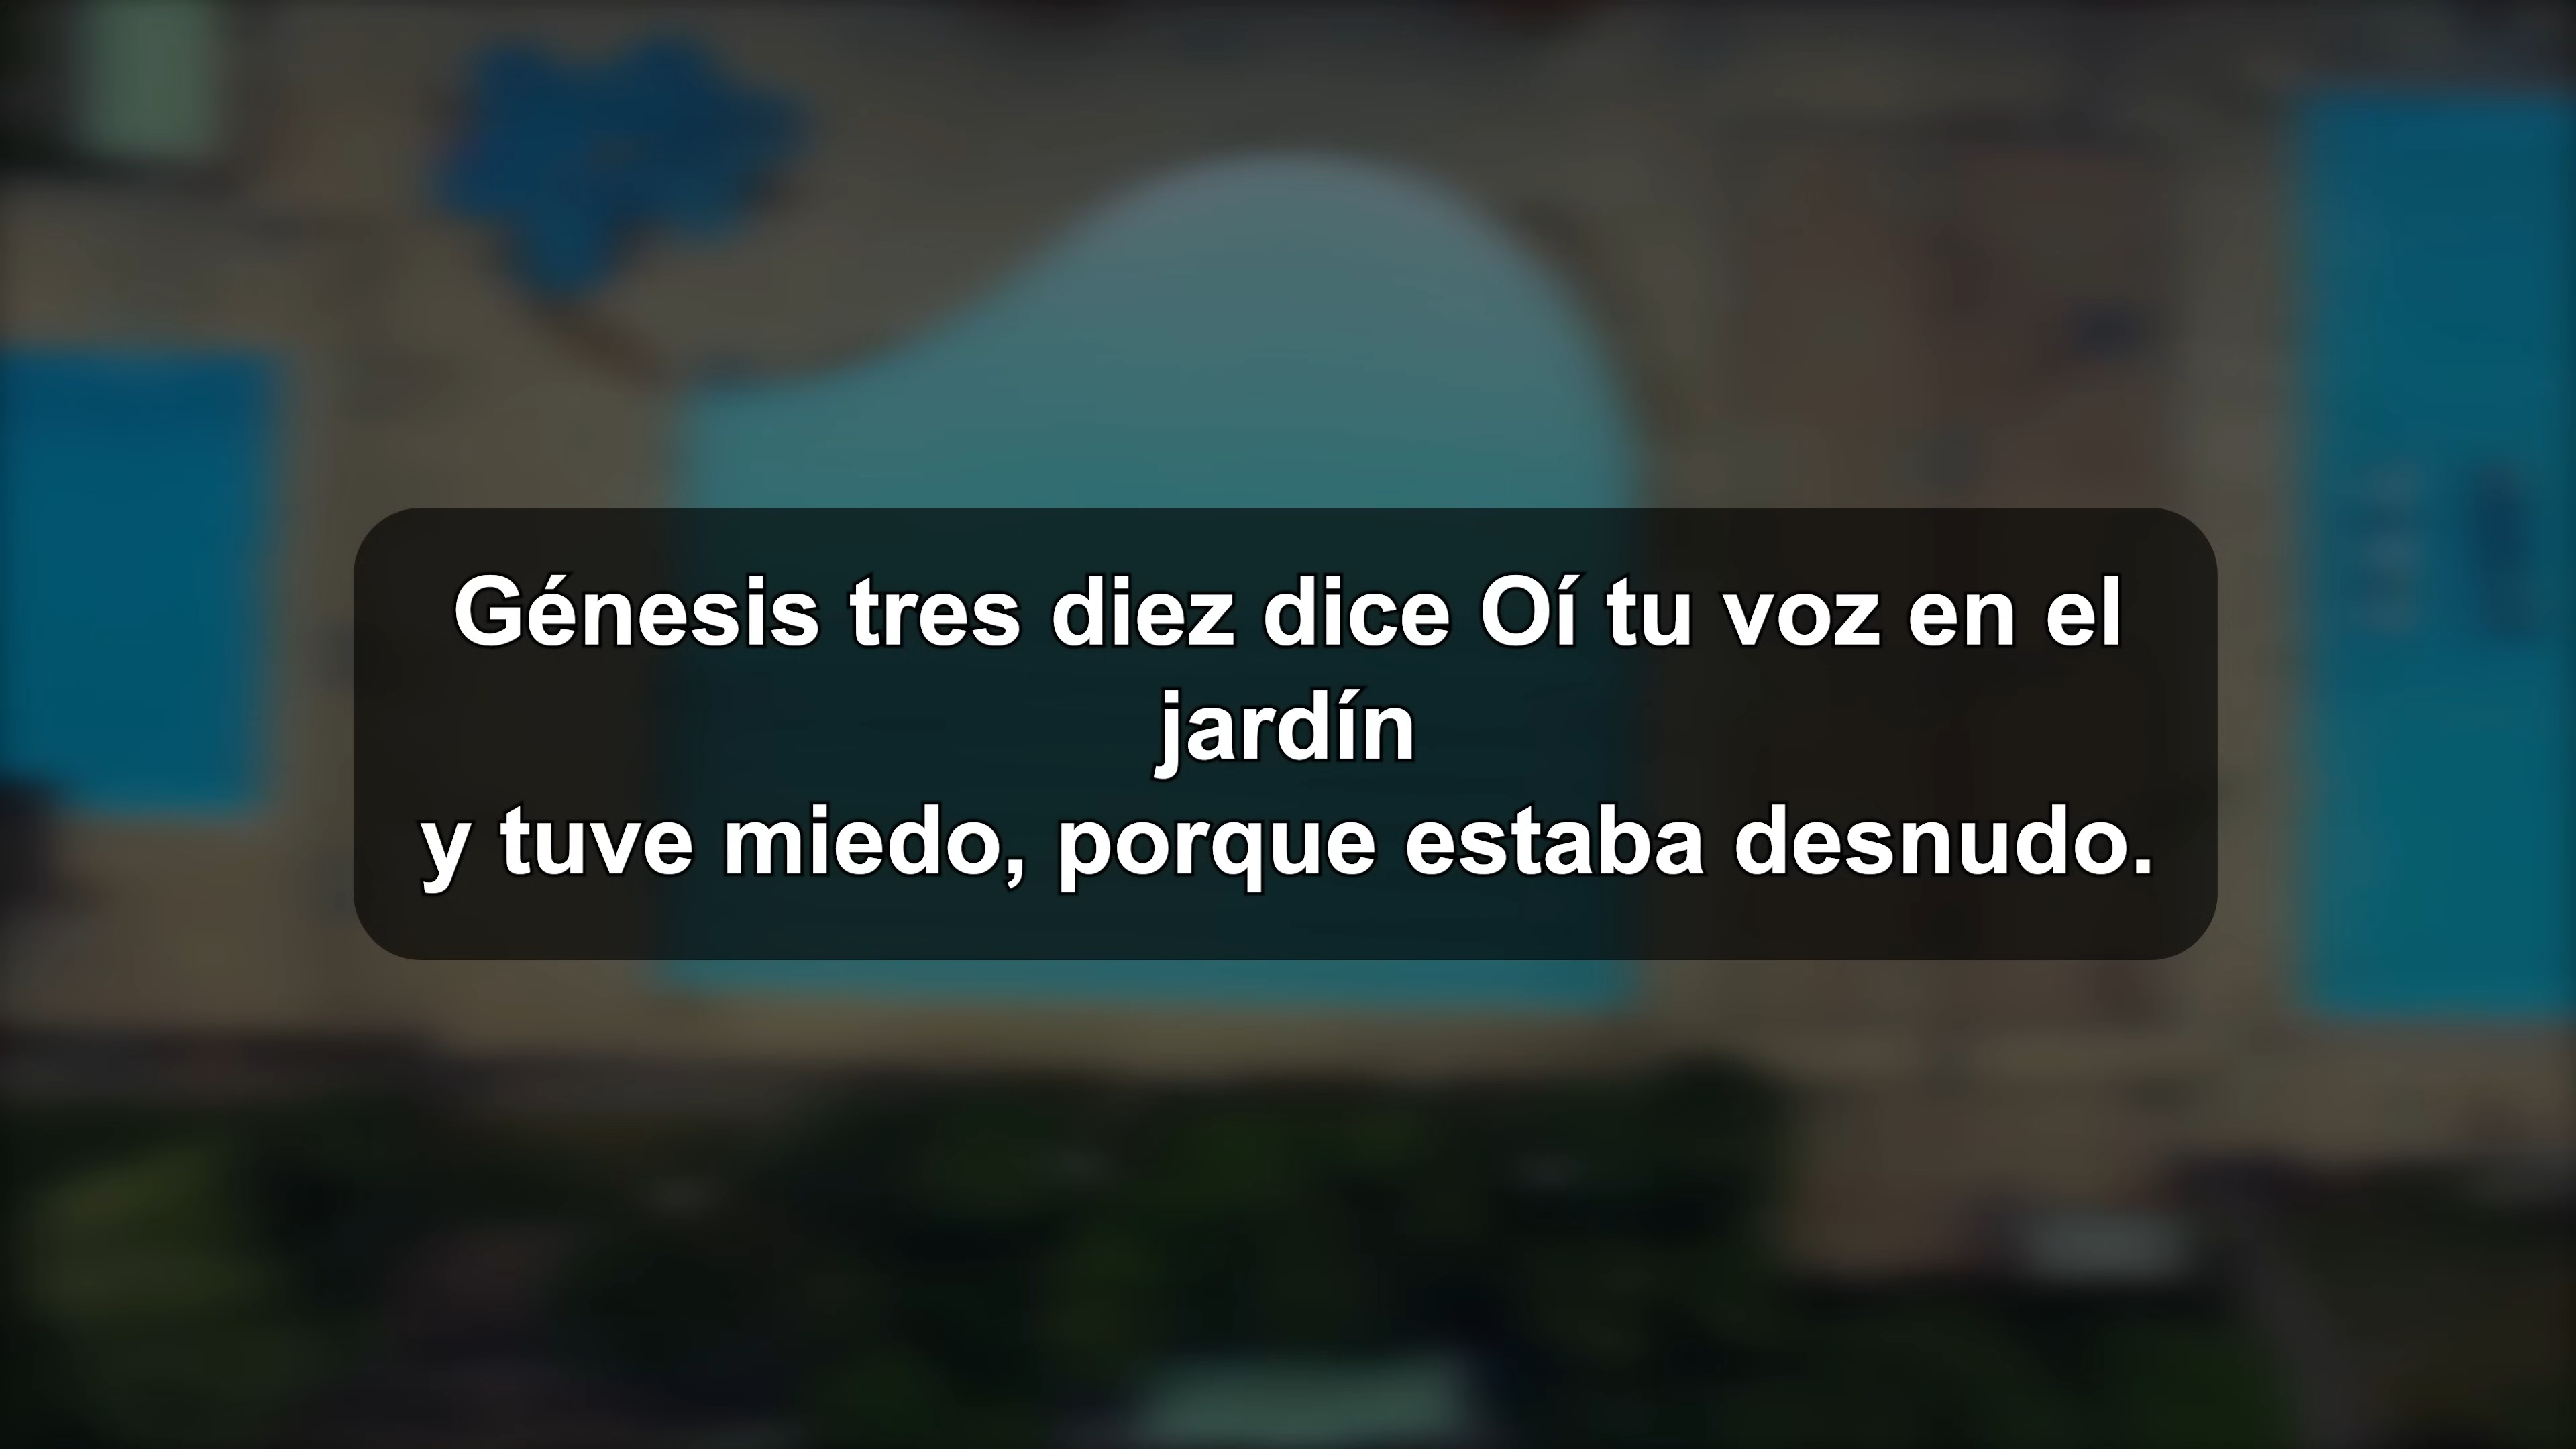 Génesis tres diez dice Oí tu voz en el
jardín
y tuve miedo, porque estaba desnudo.